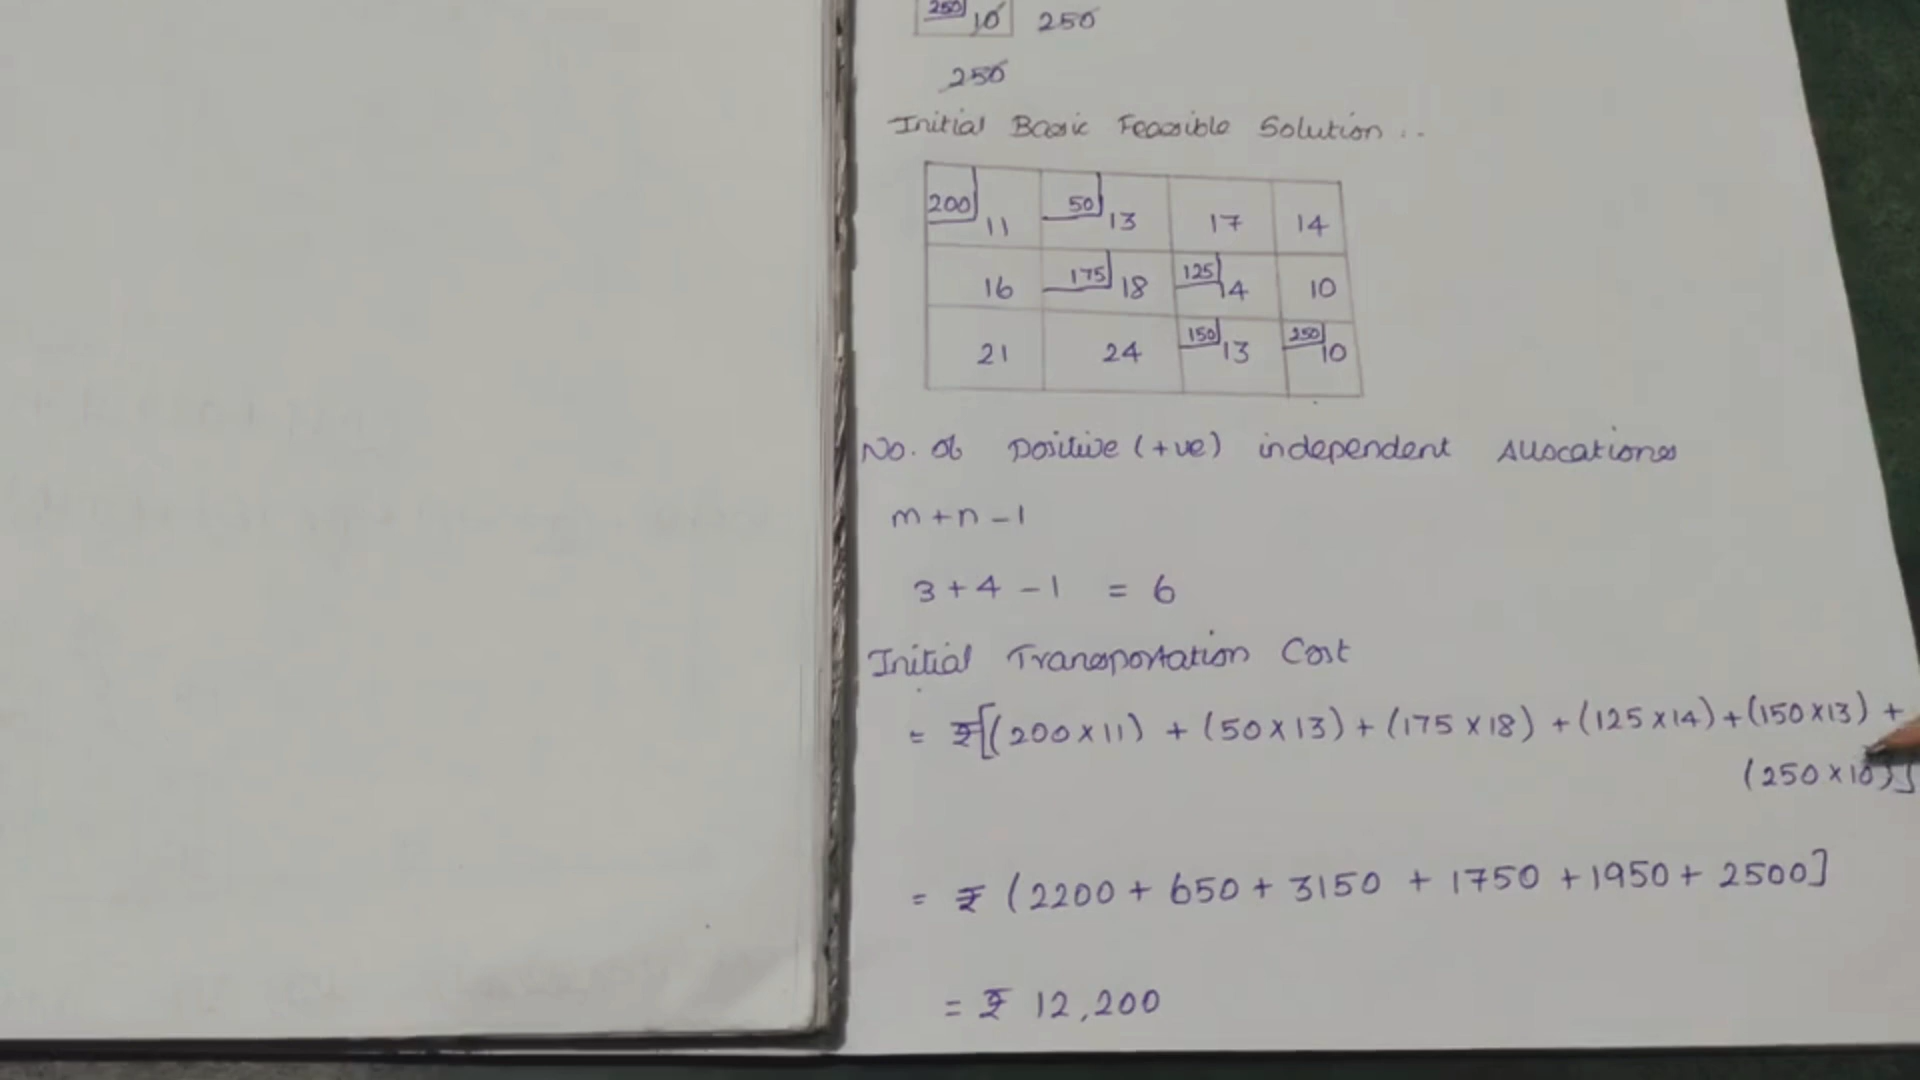 250 10 250
250
Initial Basic Feasible Solution..
200 11 50 13 17 14
16 175 18 125 14 10
21 24 150 13 250 10
No. of Positive (+ve) independent Allocations
m+n-1
3+4-1 = 6
Initial Transportation Cost
= ₹[(200×11) + (50×13) + (175×18) + (125×14) + (150×13) +
(250×10)]
= ₹ (2200 + 650 + 3150 + 1750 + 1950 + 2500]
= ₹ 12,200